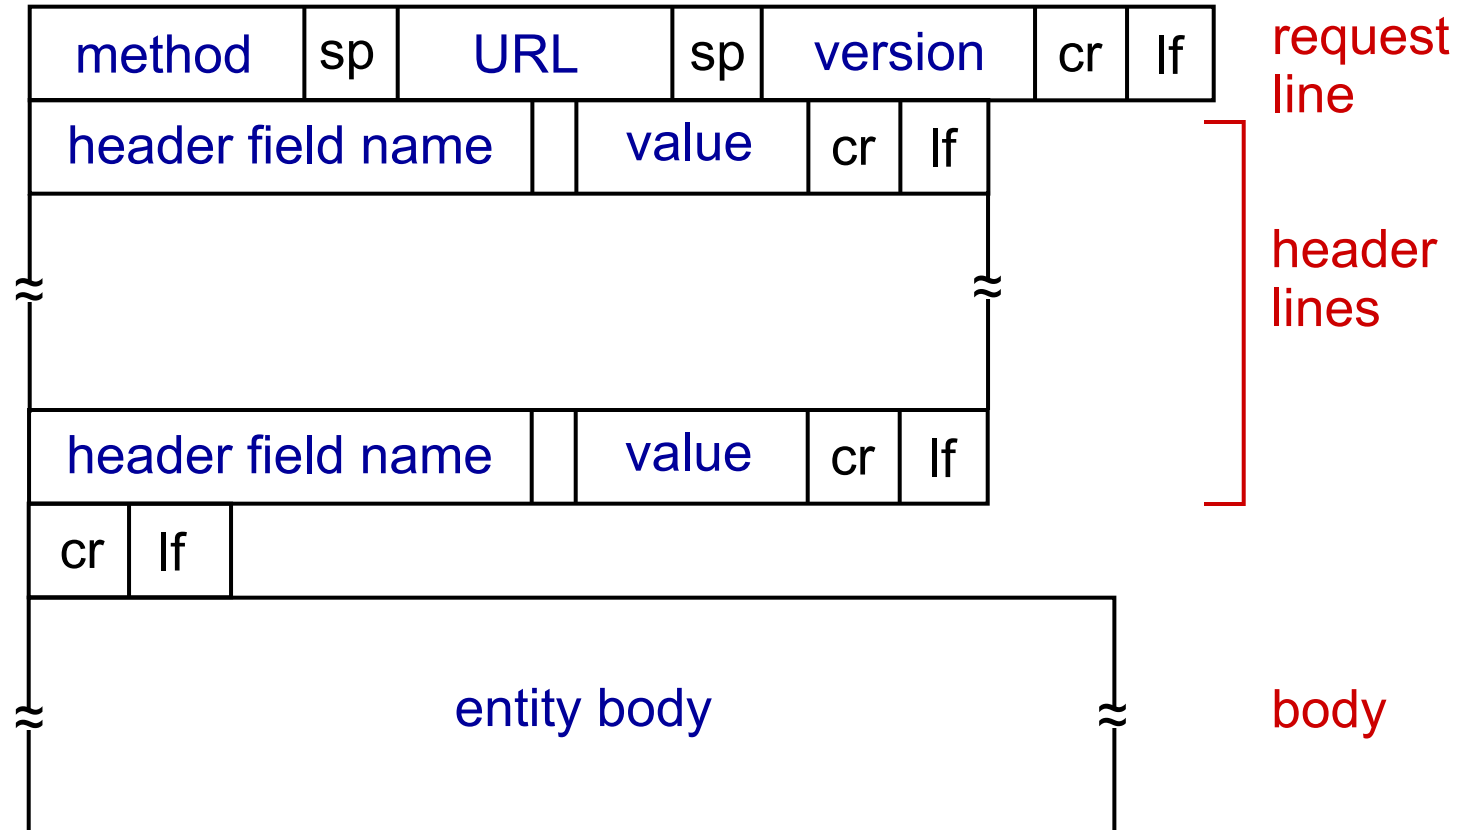 method sp URL sp version cr lf request
line
header field name value cr lf
header
lines
header field name value cr lf
cr lf
entity body body